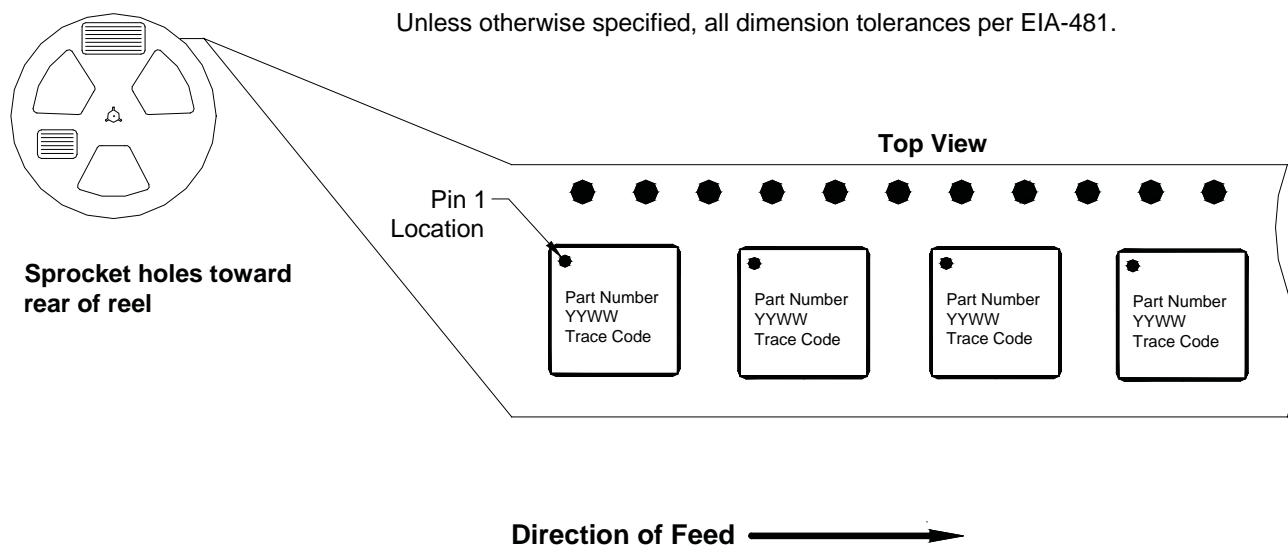 Unless otherwise specified, all dimension tolerances per EIA-481.
Top View
Pin 1
Location
Sprocket holes toward
rear of reel
Part Number
YYWW
Trace Code
Part Number
YYWW
Trace Code
Part Number
YYWW
Trace Code
Part Number
YYWW
Trace Code
Direction of Feed